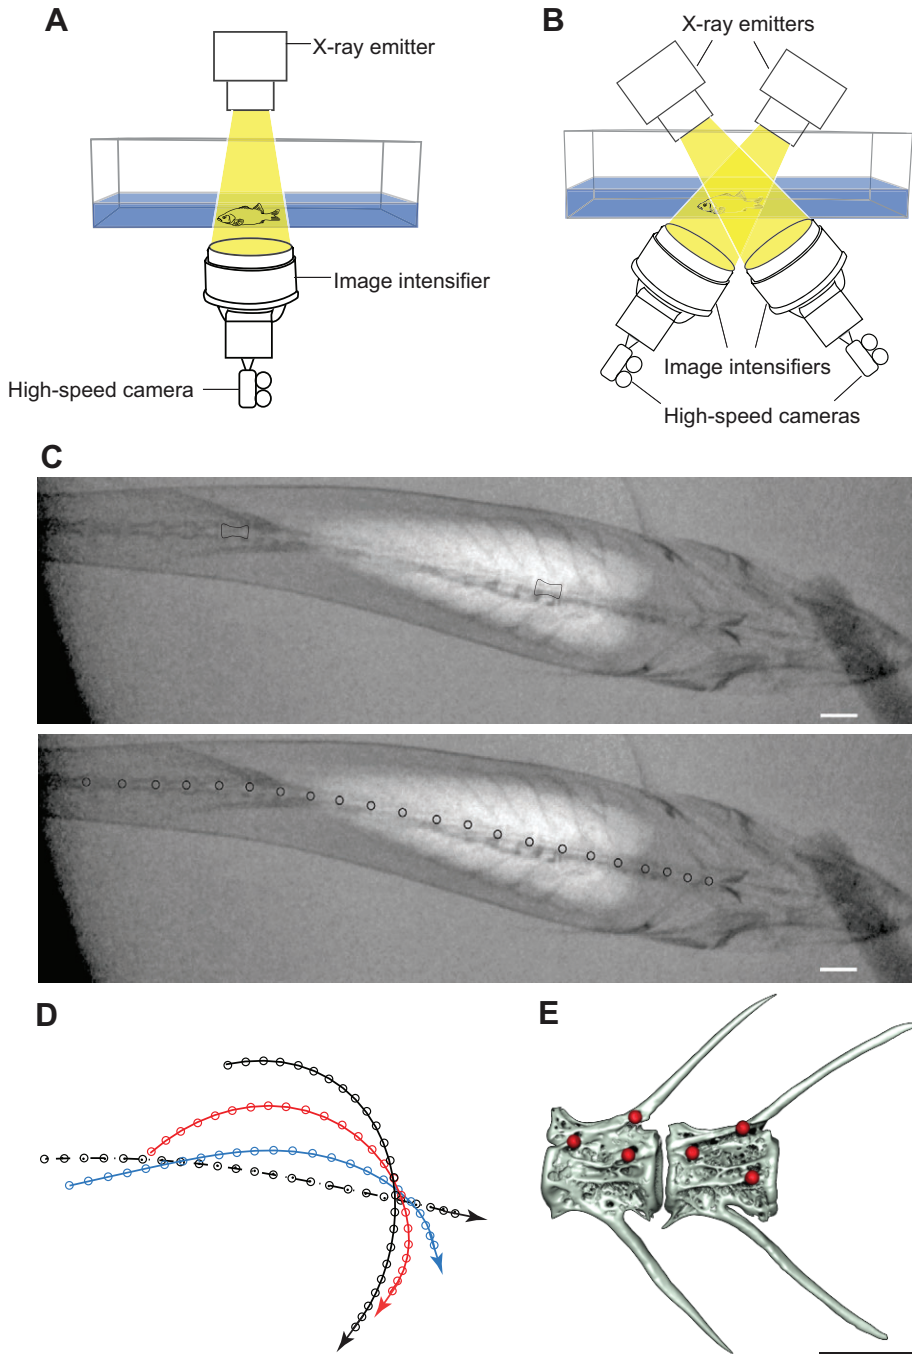 A
X-ray emitter
Image intensifier
High-speed camera
B
X-ray emitters
Image intensifiers
High-speed cameras
C
D
E